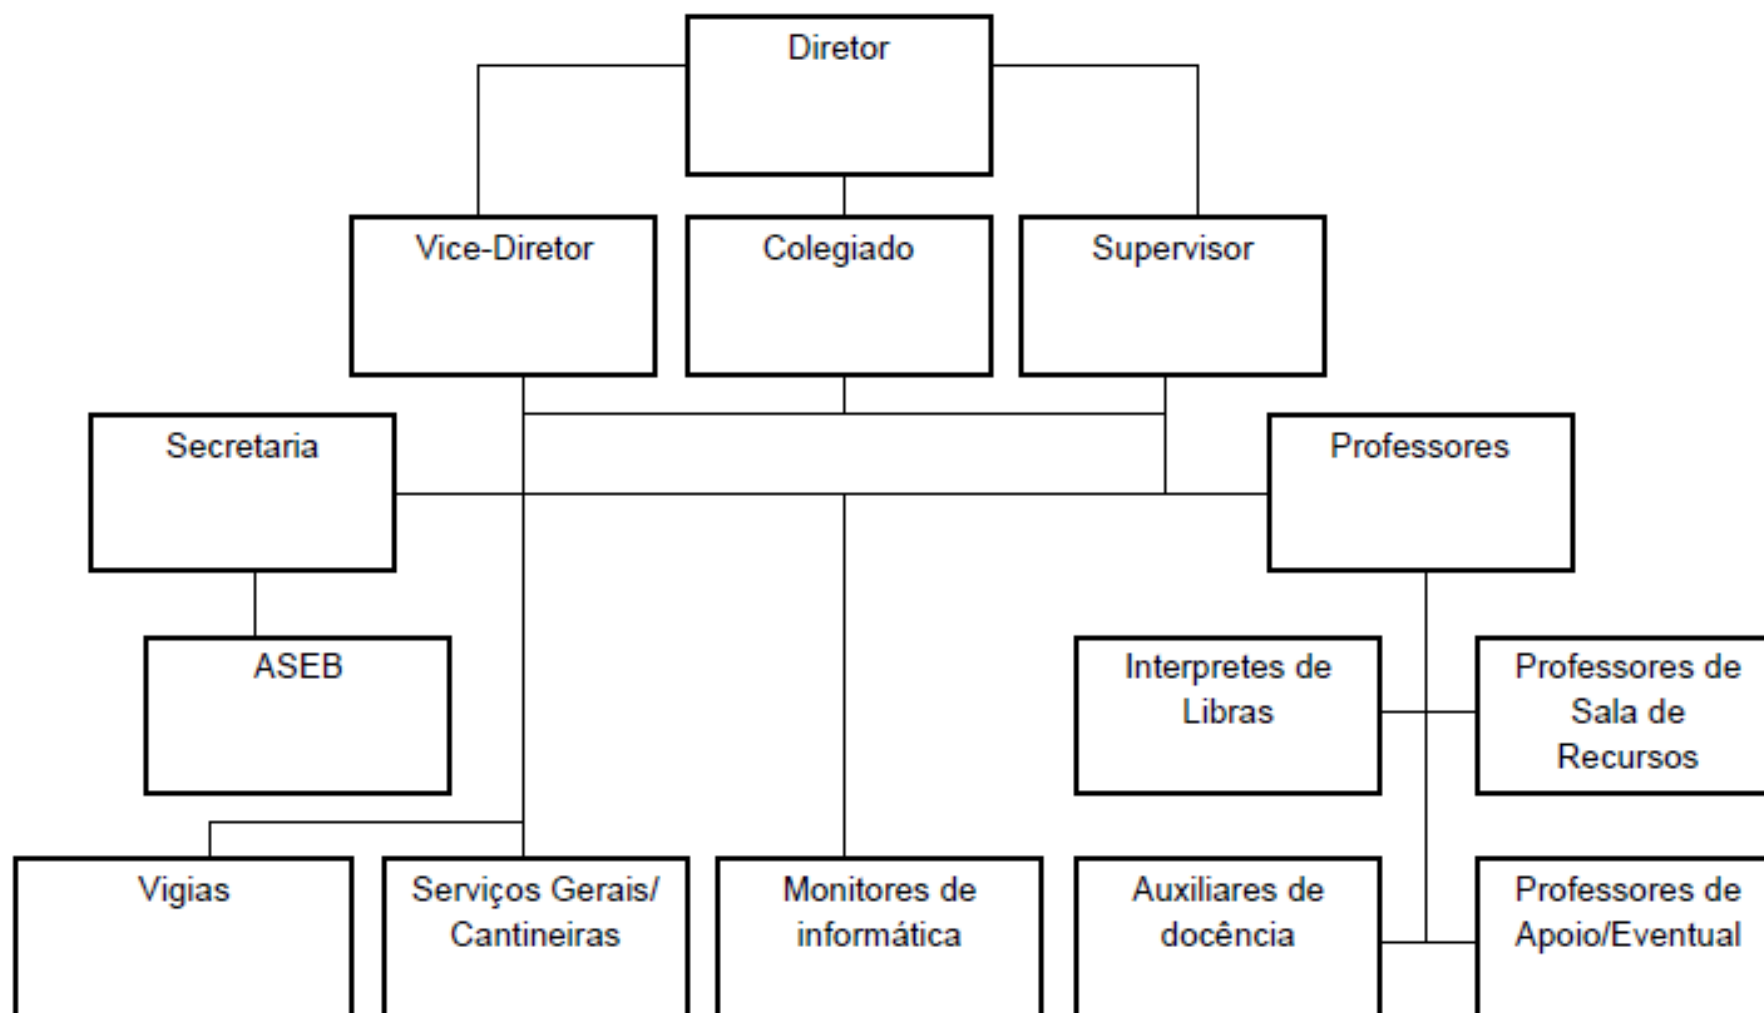 Diretor
Vice-Diretor
Colegiado
Supervisor
Secretaria
Professores
ASEB
Interpretes de
Libras
Professores de
Sala de
Recursos
Vigias
Serviços Gerais/
Cantineiras
Monitores de
informática
Auxiliares de
docência
Professores de
Apoio/Eventual